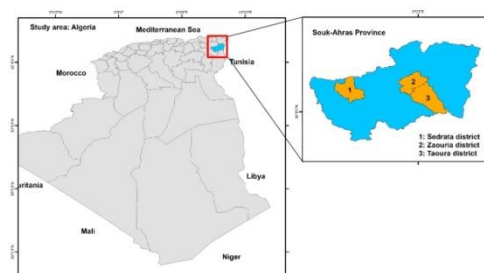 Study area: Algeria
Mediterranean Sea
Morocco
Tunisia
Libya
uritania
Mali
Niger
Souk-Ahras Province
1
2
3
1: Sedrata district
2: Zaouria district
3: Taoura district